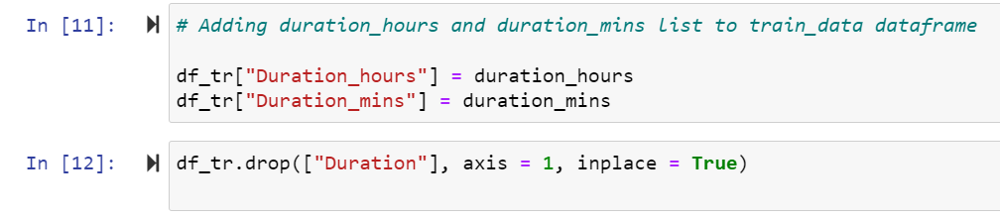 In [11]:
# Adding duration_hours and duration_mins list to train_data dataframe
df_tr["Duration_hours"] = duration_hours
df_tr["Duration_mins"] = duration_mins
In [12]:
df_tr.drop(["Duration"], axis = 1, inplace = True)